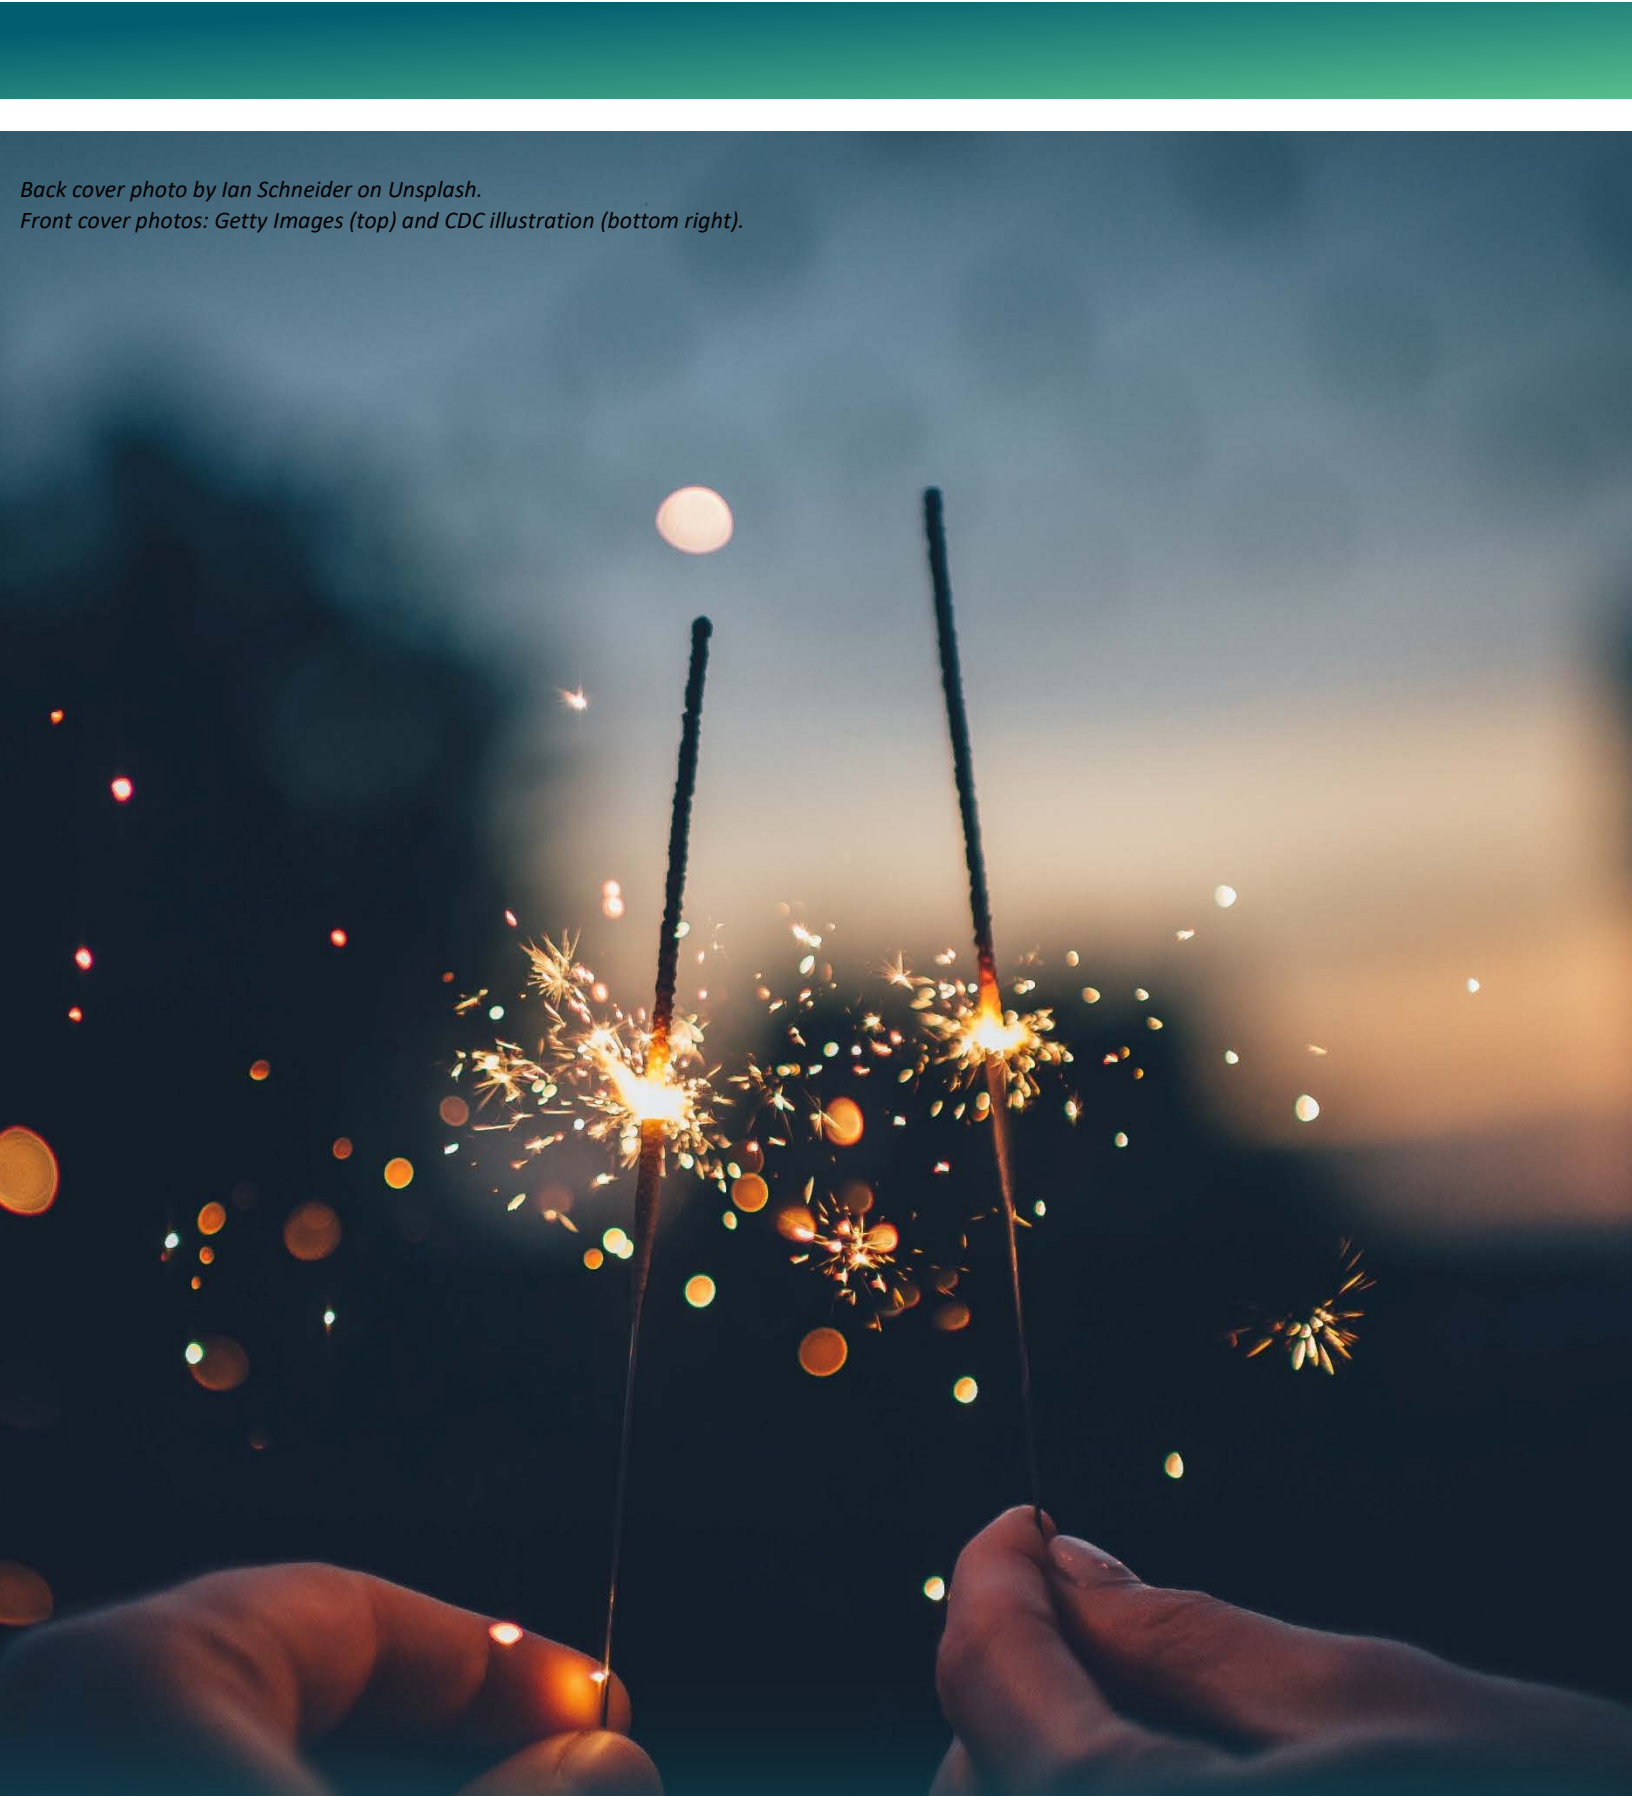 Back cover photo by Ian Schneider on Unsplash.
Front cover photos: Getty Images (top) and CDC illustration (bottom right).